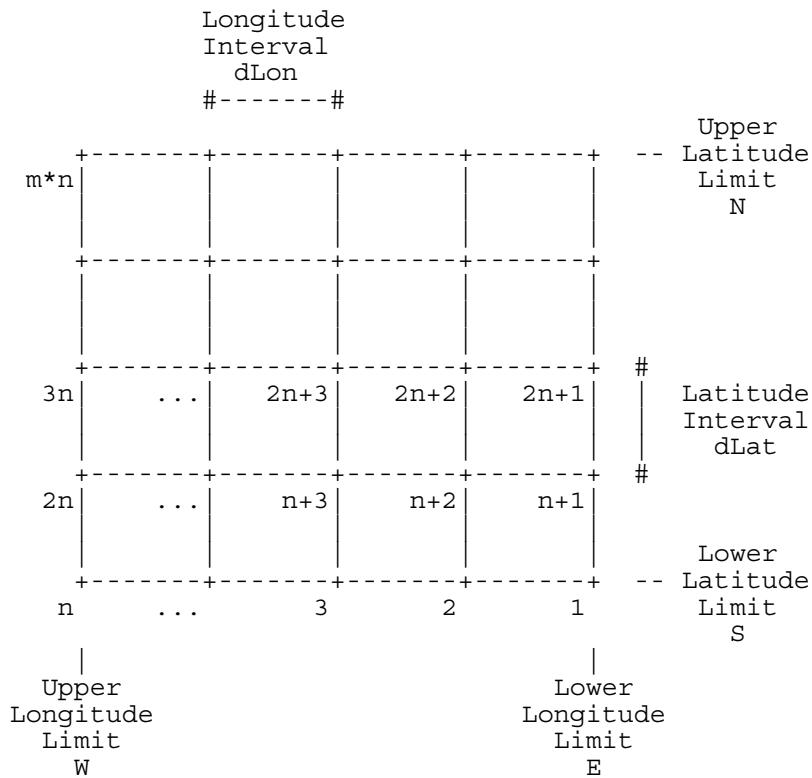 Longitude
Interval
dLon
#-------#
Upper
+-------+-------+-------+-------+ -- Latitude
m*n| | | | | Limit
| | | | | N
| | | | |
+-------+-------+-------+-------+
| | | | |
| | | | |
| | | | |
+-------+-------+-------+-------+ #
3n| ...| 2n+3| 2n+2| 2n+1| | Latitude
| | | | | | Interval
| | | | | | dLat
+-------+-------+-------+-------+ #
2n| ...| n+3| n+2| n+1|
| | | | |
| | | | | Lower
+-------+-------+-------+-------+ -- Latitude
n ... 3 2 1 Limit
S
| |
Upper Lower
Longitude Longitude
Limit Limit
W E